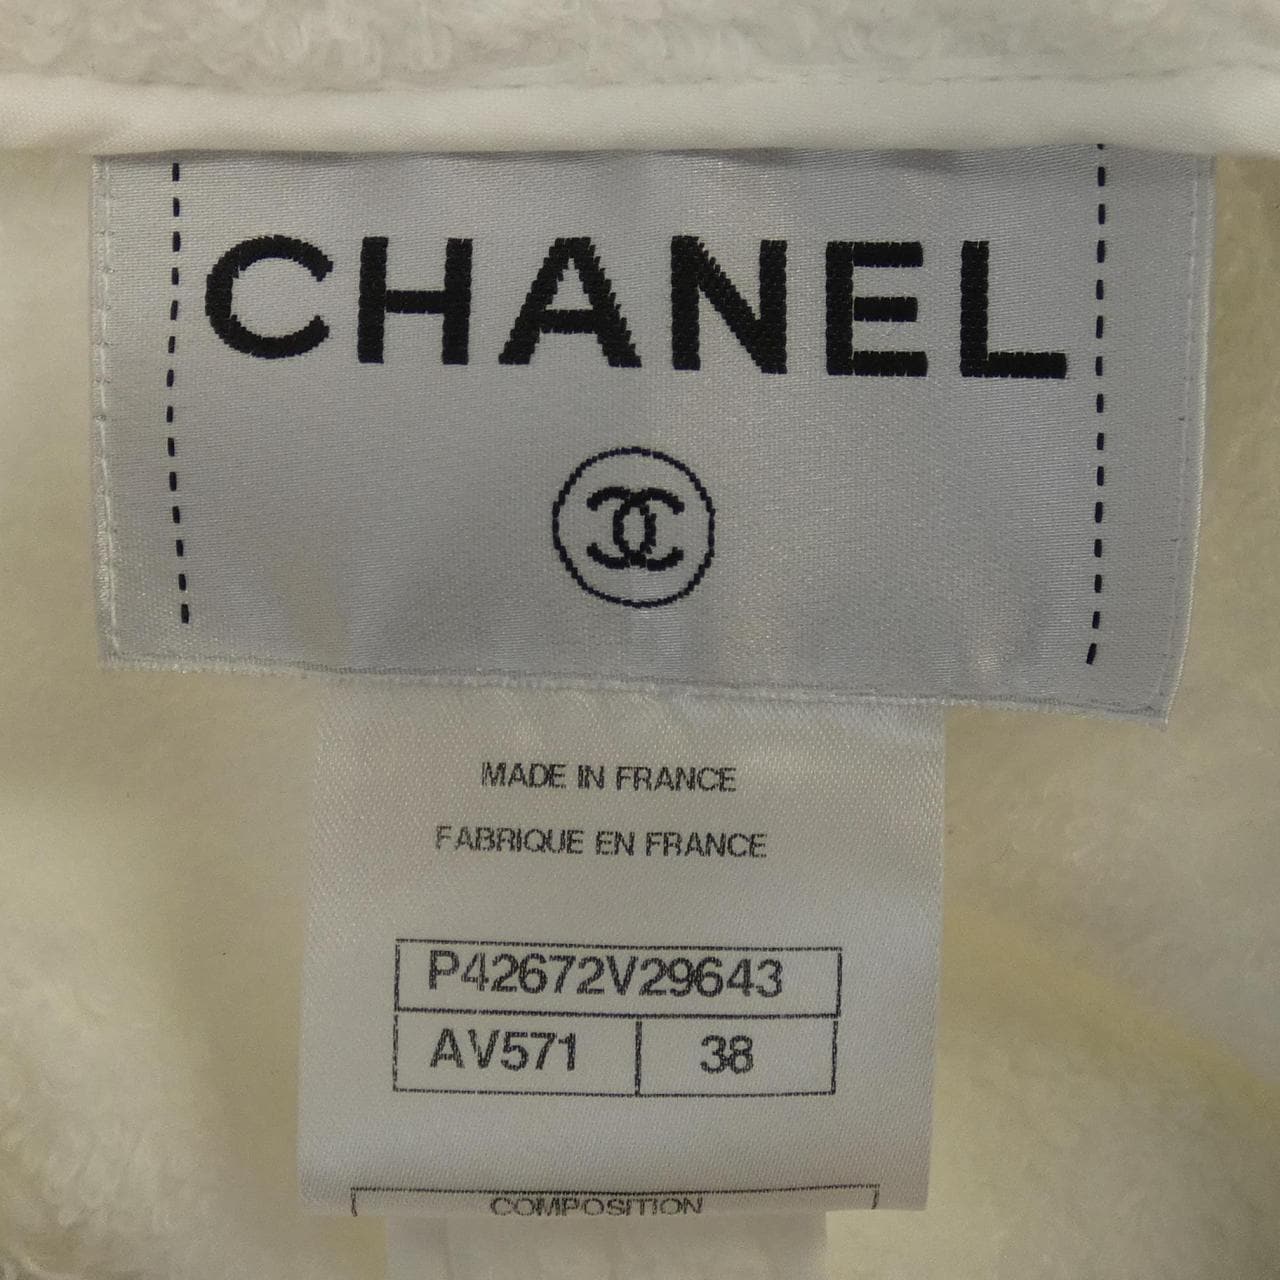 CHANEL
MADE IN FRANCE
FABRIQUE EN FRANCE
P42672V29643
AV571 38
COMPOSITION